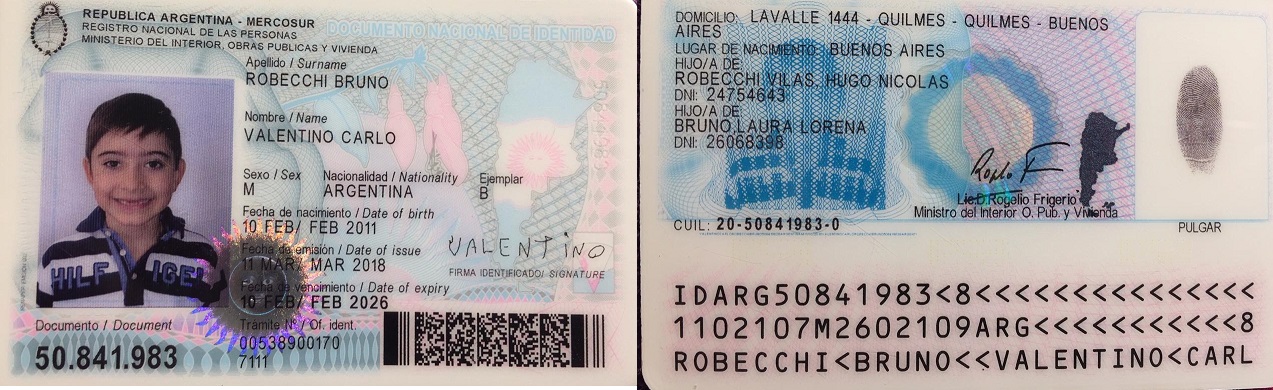 REPUBLICA ARGENTINA - MERCOSUR
REGISTRO NACIONAL DE LAS PERSONAS
MINISTERIO DEL INTERIOR, OBRAS PUBLICAS Y VIVIENDA
DOCUMENTO NACIONAL DE IDENTIDAD
Apellido / Surname
ROBECCHI BRUNO
Nombre / Name
VALENTINO CARLO
Sexo / Sex Nacionalidad / Nationality Ejemplar
M ARGENTINA B
Fecha de nacimiento / Date of birth
10 FEB/ FEB 2011
Fecha de emisión / Date of issue
11 MAR/ MAR 2018
VALENTINO
FIRMA IDENTIFICADO/ SIGNATURE
Fecha de vencimiento / Date of expiry
10 FEB/ FEB 2026
Documento / Document
50.841.983
Trámite N° / Of. ident.
00538900170
7111
HILF IGE
DOMICILIO: LAVALLE 1444 - QUILMES - QUILMES - BUENOS
AIRES
LUGAR DE NACIMIENTO: BUENOS AIRES
HIJO/A DE:
ROBECCHI VILAS, HUGO NICOLAS
DNI: 24754643
HIJO/A DE:
BRUNO, LAURA LORENA
DNI: 26068398
Lic.D.Rogelio Frigerio
Ministro del Interior O. Pub. y Vivienda
CUIL: 20-50841983-0
PULGAR
IDARG50841983<8<<<<<<<<<<<<<<<
1102107M2602109ARG<<<<<<<<<<<8
ROBECCHI<BRUNO<<VALENTINO<CARL